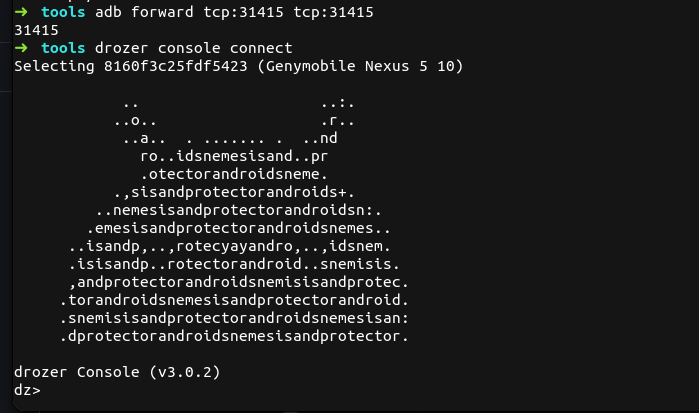 ➜ tools adb forward tcp:31415 tcp:31415
31415
➜ tools drozer console connect
Selecting 8160f3c25fdf5423 (Genymobile Nexus 5 10)
            ..                    ..:.
           ..o..                  .r..
            ..a..  . ....... .  ..nd
              ro..idsnemesisand..pr
              .otectorandroidsneme.
           .,sisandprotectorandroids+.
         ..nemesisandprotectorandroidsn:.
        .emesisandprotectorandroidsnemes..
      ..isandp,..,rotecyayandro,..,idsnem.
      .isisandp..rotectorandroid..snemisis.
      ,andprotectorandroidsnemisisandprotec.
     .torandroidsnemesisandprotectorandroid.
     .snemisisandprotectorandroidsnemesisan:
     .dprotectorandroidsnemesisandprotector.
drozer Console (v3.0.2)
dz>